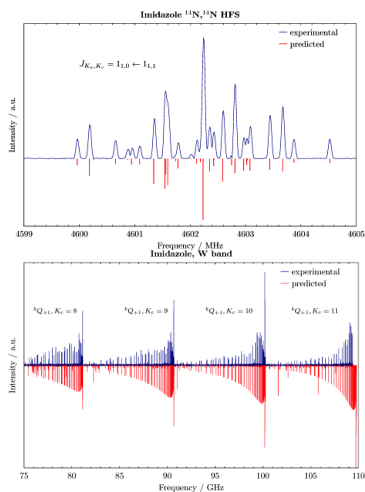 Imidazole ¹⁴N,¹⁴N HFS
experimental
predicted
J_{K_a,K_c} = 1_{1,0} ← 1_{1,1}
Intensity / a.u.
4599 4600 4601 4602 4603 4604 4605
Frequency / MHz
Imidazole, W band
experimental
predicted
ᵇQ₊₁, K_c = 8 ᵇQ₊₁, K_c = 9 ᵇQ₊₁, K_c = 10 ᵇQ₊₁, K_c = 11
Intensity / a.u.
75 80 85 90 95 100 105 110
Frequency / GHz